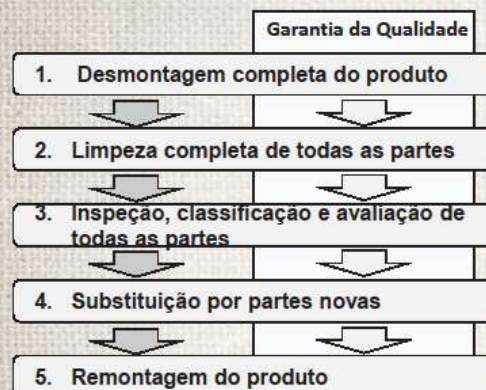 Garantia da Qualidade
1. Desmontagem completa do produto
2. Limpeza completa de todas as partes
3. Inspeção, classificação e avaliação de
todas as partes
4. Substituição por partes novas
5. Remontagem do produto